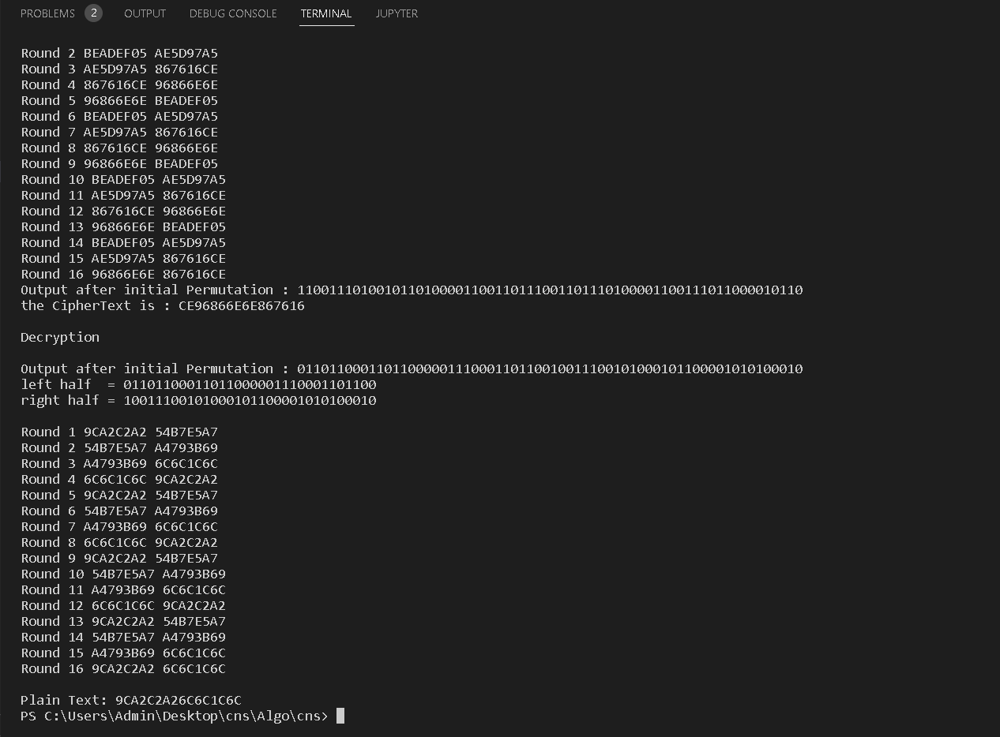 PROBLEMS 2 OUTPUT DEBUG CONSOLE TERMINAL JUPYTER
Round 2 BEADEF05 AE5D97A5
Round 3 AE5D97A5 867616CE
Round 4 867616CE 96866E6E
Round 5 96866E6E BEADEF05
Round 6 BEADEF05 AE5D97A5
Round 7 AE5D97A5 867616CE
Round 8 867616CE 96866E6E
Round 9 96866E6E BEADEF05
Round 10 BEADEF05 AE5D97A5
Round 11 AE5D97A5 867616CE
Round 12 867616CE 96866E6E
Round 13 96866E6E BEADEF05
Round 14 BEADEF05 AE5D97A5
Round 15 AE5D97A5 867616CE
Round 16 96866E6E 867616CE
Output after initial Permutation : 1100111010010110100001100110111001101110100001100111011000010110
the CipherText is : CE96866E6E867616
Decryption
Output after initial Permutation : 0110110001101100000111000110110010011100101000101100001010100010
left half  = 01101100011011000001110001101100
right half = 10011100101000101100001010100010
Round 1 9CA2C2A2 54B7E5A7
Round 2 54B7E5A7 A4793B69
Round 3 A4793B69 6C6C1C6C
Round 4 6C6C1C6C 9CA2C2A2
Round 5 9CA2C2A2 54B7E5A7
Round 6 54B7E5A7 A4793B69
Round 7 A4793B69 6C6C1C6C
Round 8 6C6C1C6C 9CA2C2A2
Round 9 9CA2C2A2 54B7E5A7
Round 10 54B7E5A7 A4793B69
Round 11 A4793B69 6C6C1C6C
Round 12 6C6C1C6C 9CA2C2A2
Round 13 9CA2C2A2 54B7E5A7
Round 14 54B7E5A7 A4793B69
Round 15 A4793B69 6C6C1C6C
Round 16 9CA2C2A2 6C6C1C6C
Plain Text: 9CA2C2A26C6C1C6C
PS C:\Users\Admin\Desktop\cns\Algo\cns>